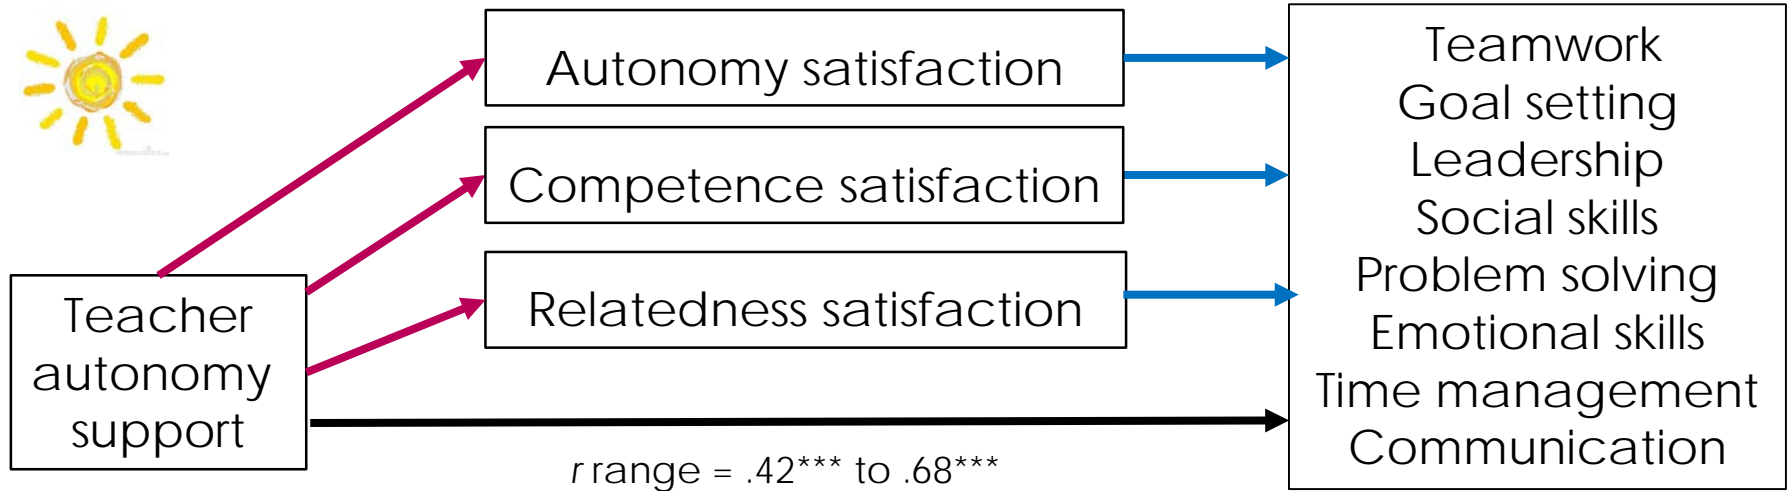 Autonomy satisfaction
Competence satisfaction
Relatedness satisfaction
Teacher
autonomy
support
r range = .42*** to .68***
Teamwork
Goal setting
Leadership
Social skills
Problem solving
Emotional skills
Time management
Communication